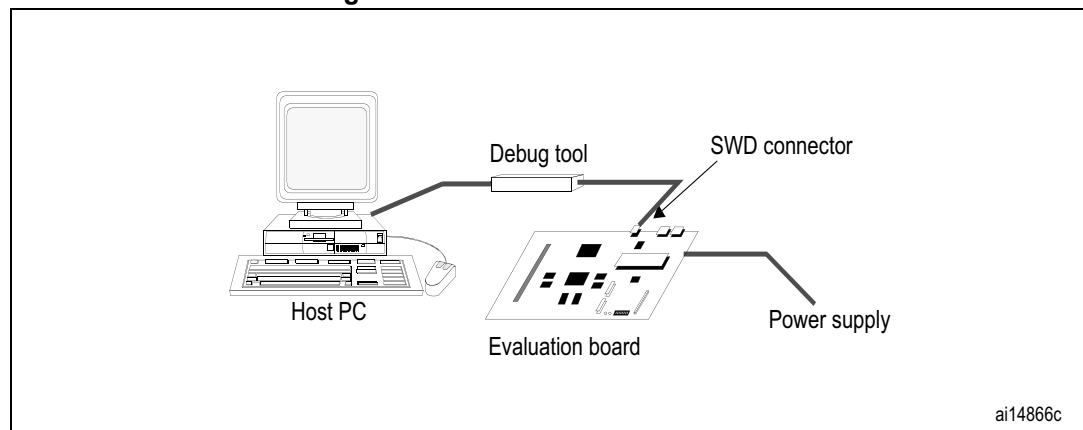 SWD connector
Debug tool
Host PC
Power supply
Evaluation board
ai14866c